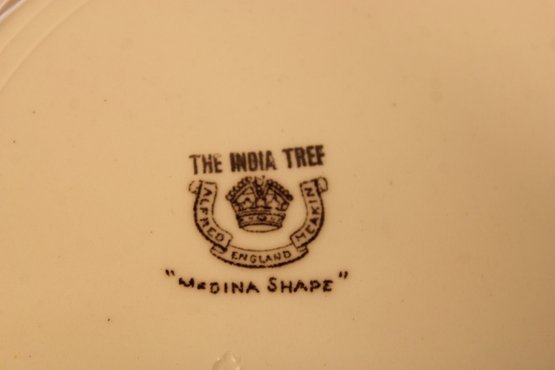 THE INDIA TREE
ALFRED MEAKIN
ENGLAND
"MEDINA SHAPE"